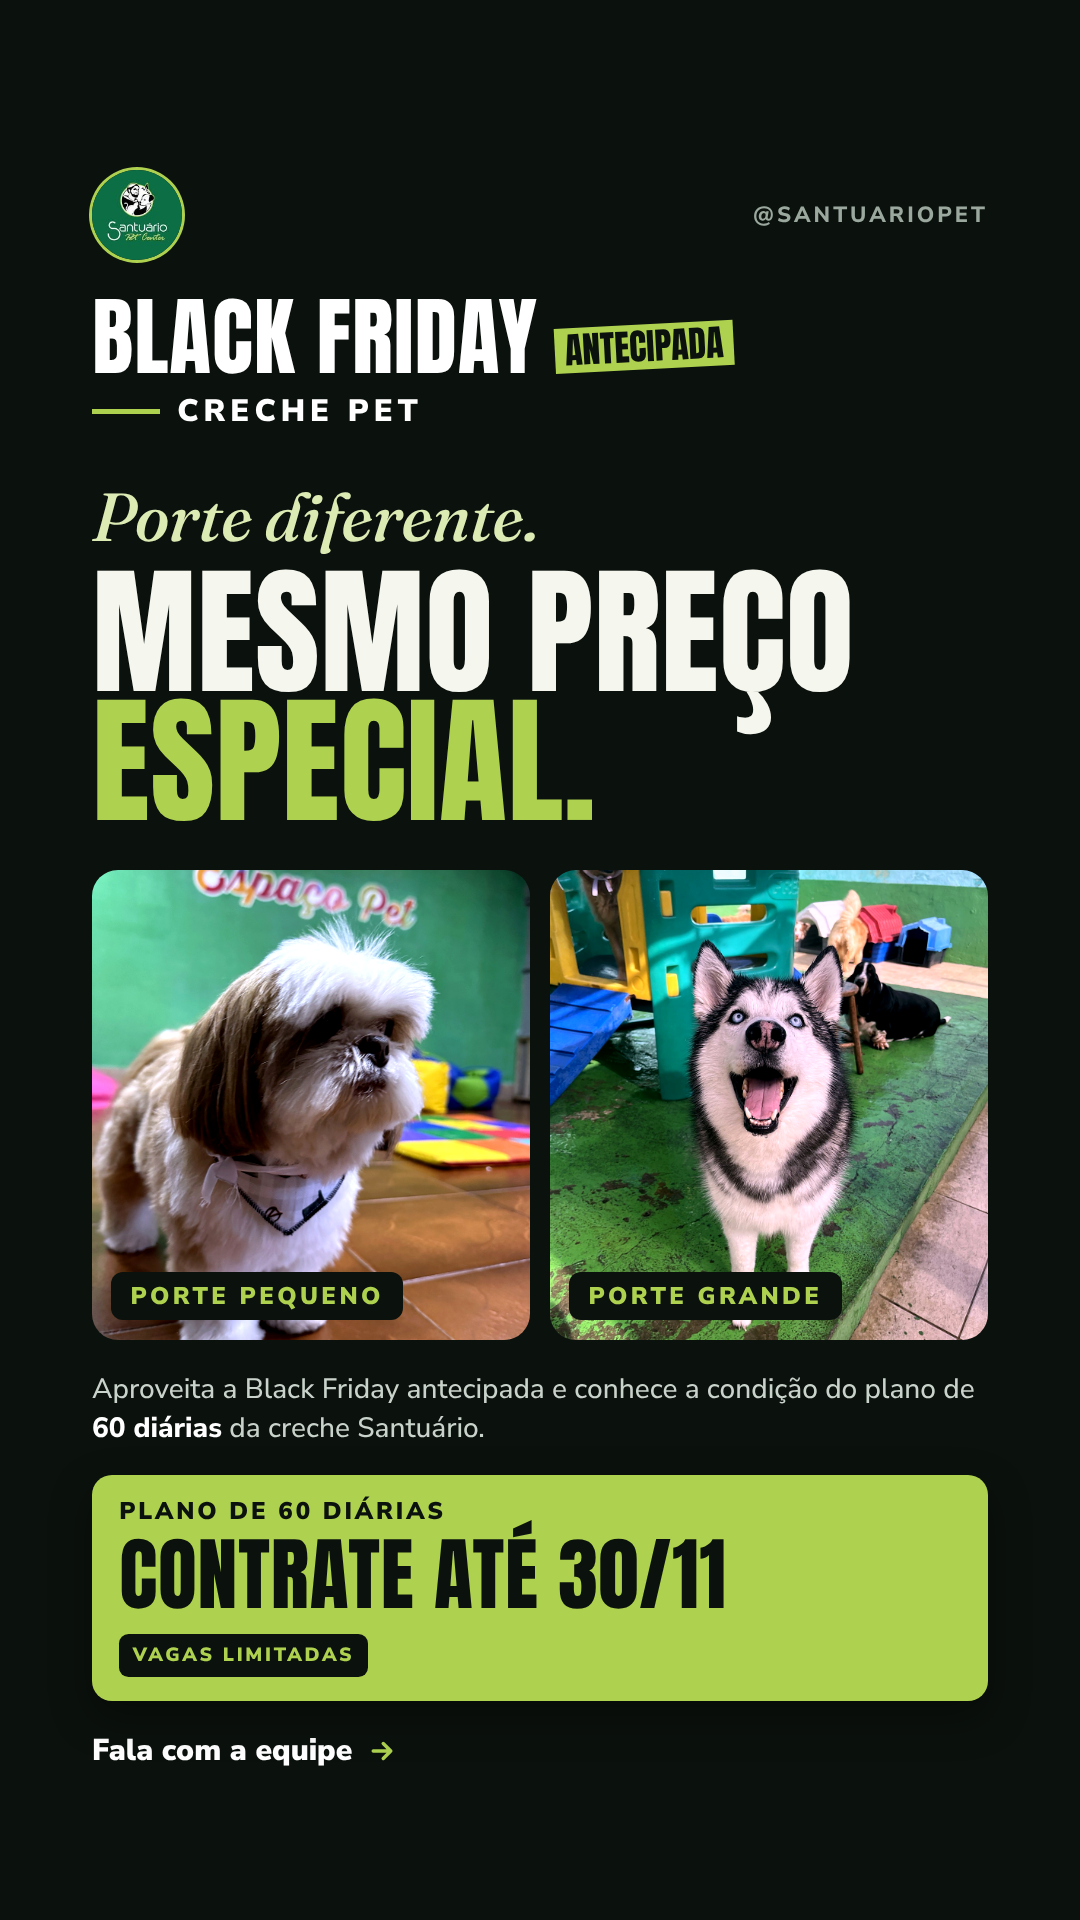 Santuário
Pet Center
@SANTUARIOPET
BLACK FRIDAY ANTECIPADA
CRECHE PET
Porte diferente.
MESMO PREÇO
ESPECIAL.
Espaço Pet
PORTE PEQUENO
PORTE GRANDE
Aproveita a Black Friday antecipada e conhece a condição do plano de
60 diárias da creche Santuário.
PLANO DE 60 DIÁRIAS
CONTRATE ATÉ 30/11
VAGAS LIMITADAS
Fala com a equipe →